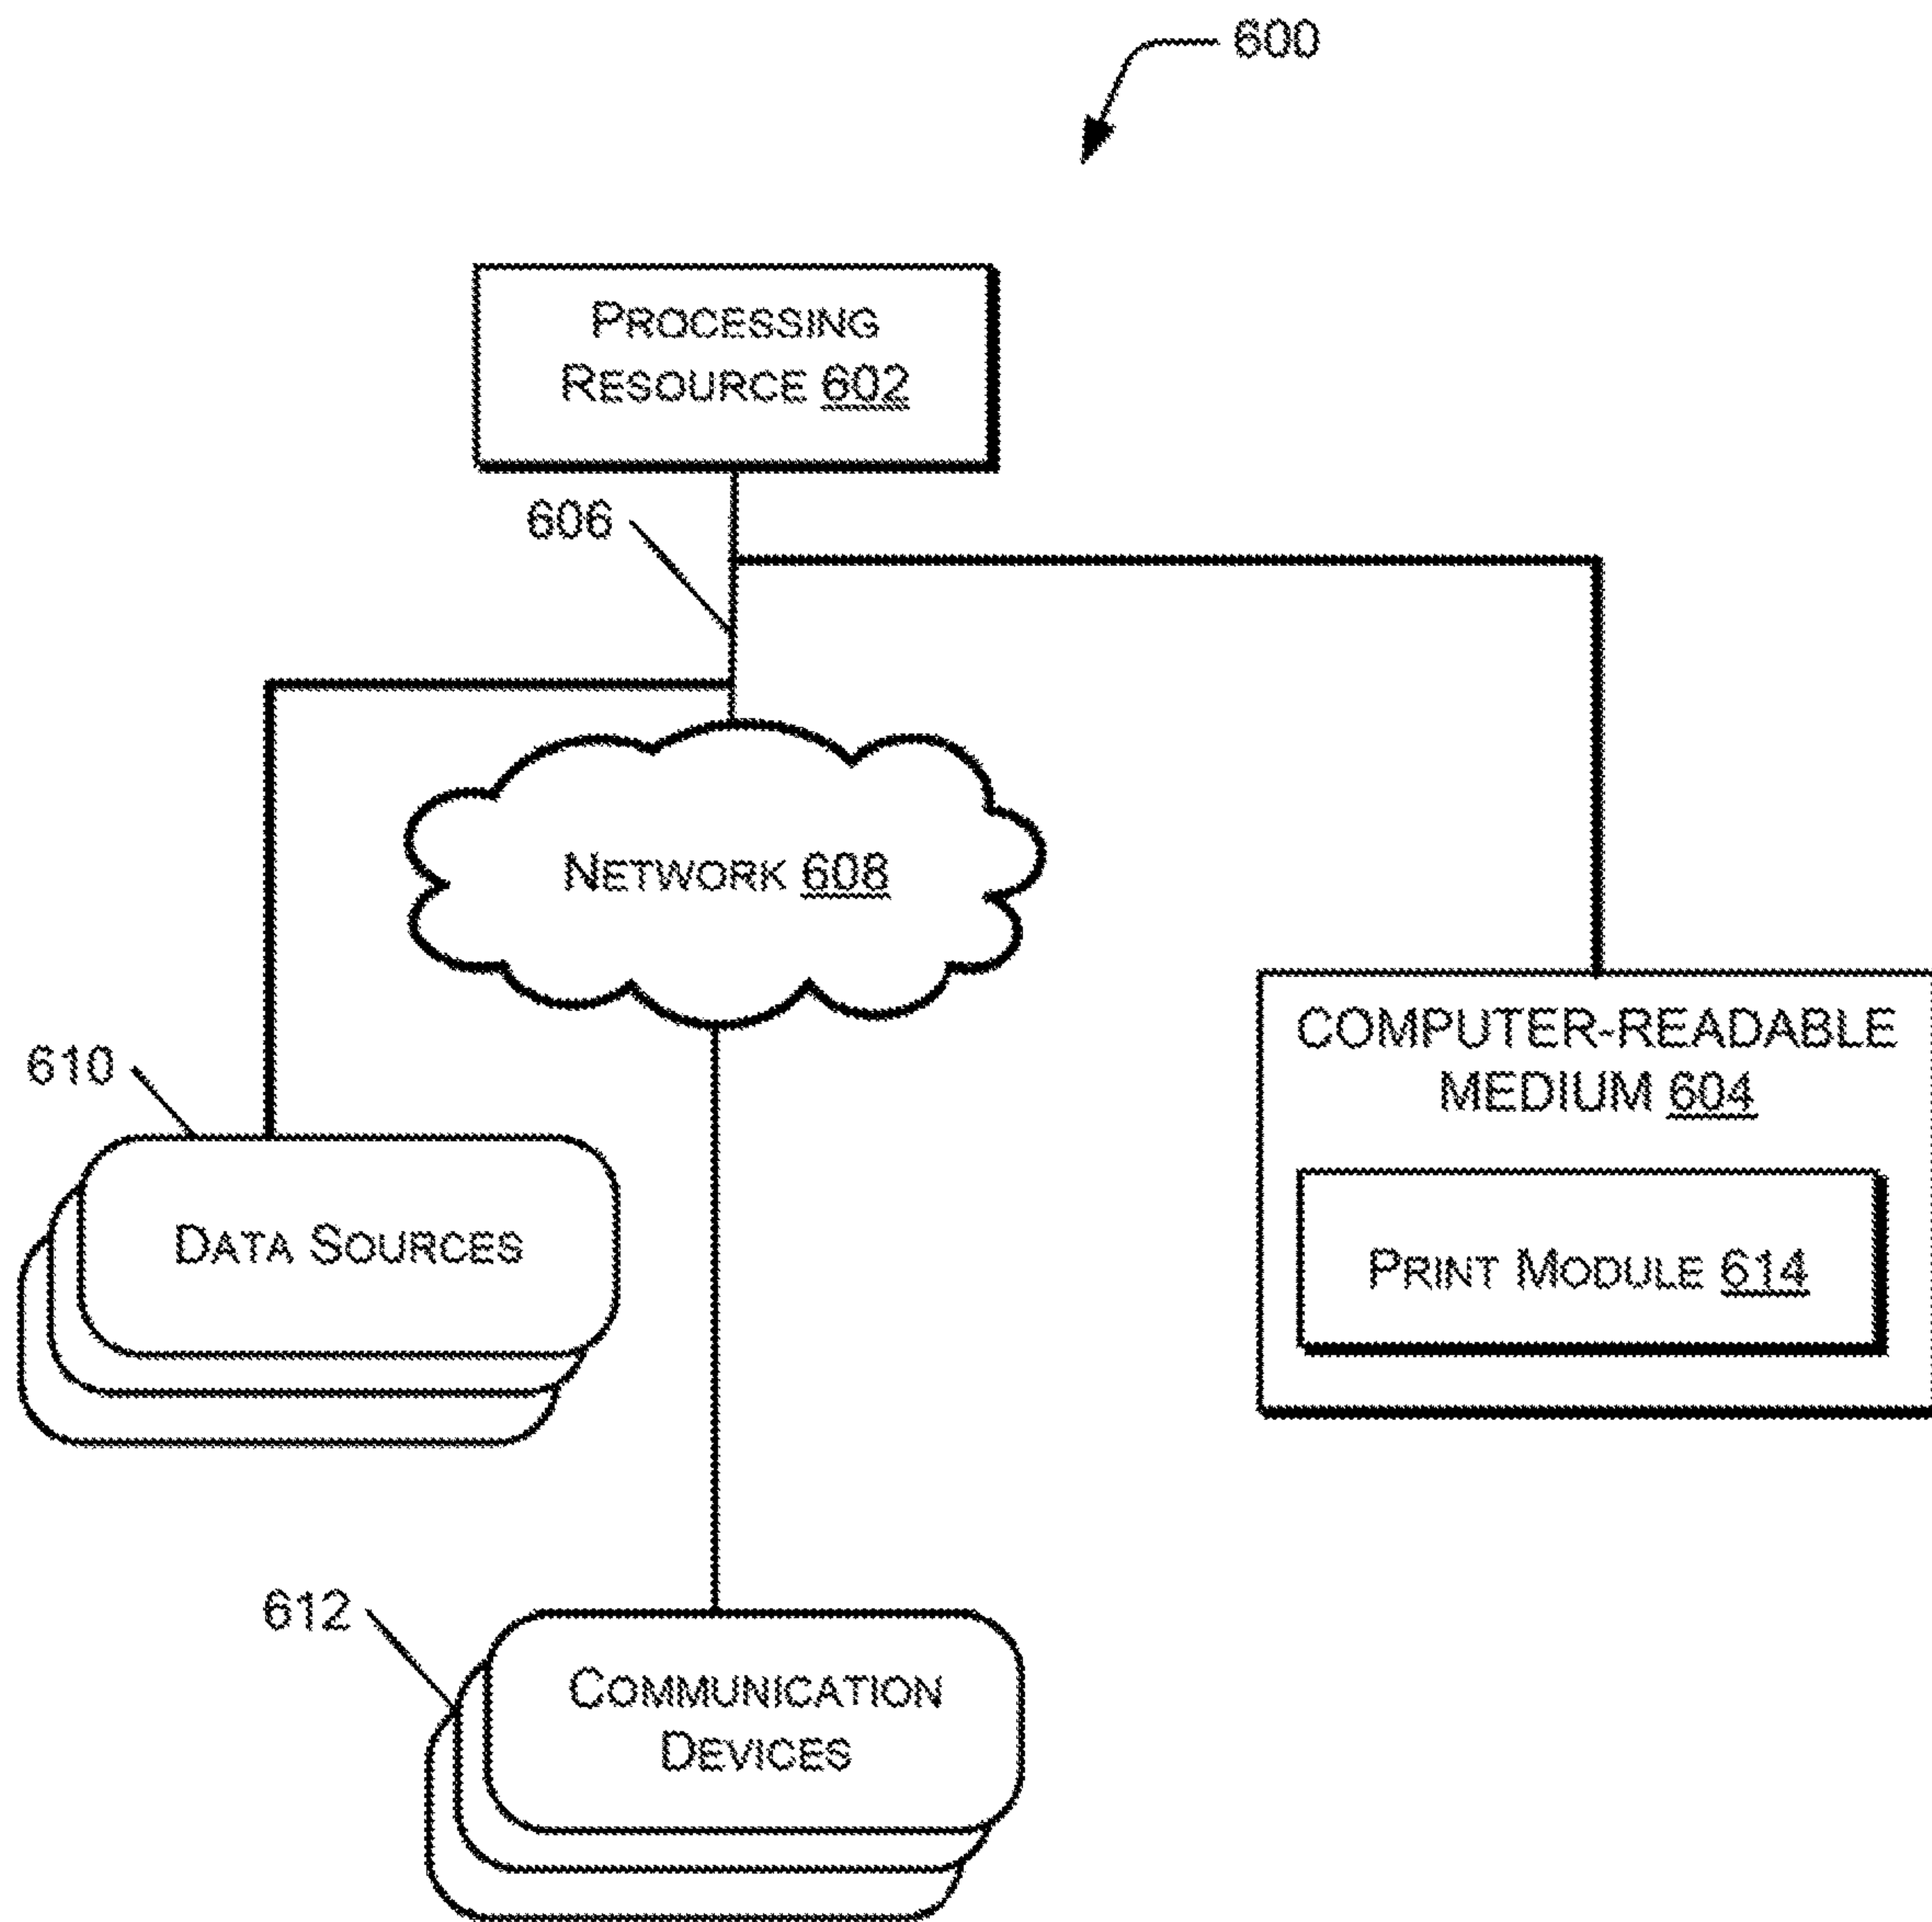 600
PROCESSING
RESOURCE 602
606
NETWORK 608
COMPUTER-READABLE
MEDIUM 604
610
DATA SOURCES
PRINT MODULE 614
612
COMMUNICATION
DEVICES